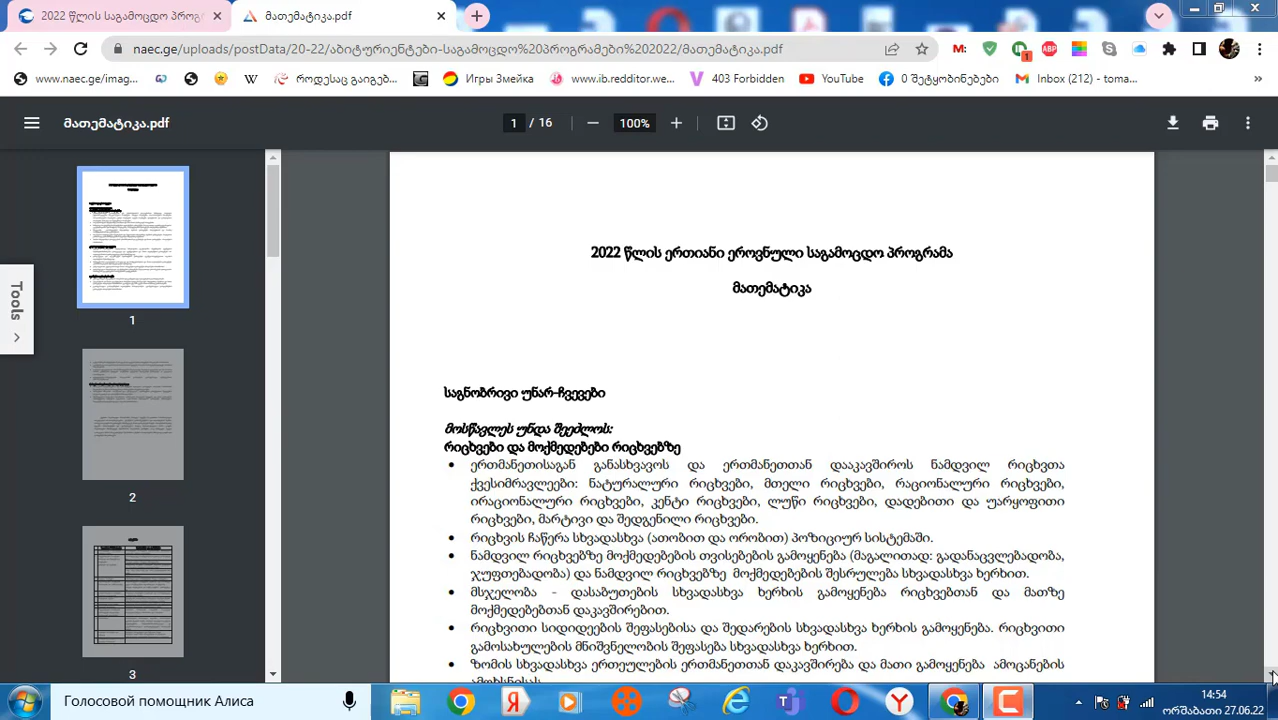 2022 წლის საგამოცდო პროგრ
მათემატიკა.pdf
naec.ge/uploads/postData/20-22/აბიტურიენტები-საგამოცდო%20პროგრამები%202022/მათემატიკა.pdf
www.naec.ge/imag...
როდესაც გაიგებ...
Игры Змейка
www.ib.redditor.we...
403 Forbidden
YouTube
0 შეტყობინებები
Inbox (212) - toma...
მათემატიკა.pdf
1 / 16
100%
Tools
1
2
3
2022 წლის ერთიანი ეროვნული საგამოცდო პროგრამა
მათემატიკა
საგნობრივი უნარ-ჩვევები
მოსწავლეს უნდა შეეძლოს:
რიცხვები და მოქმედებები რიცხვებზე
• ერთმანეთისაგან განასხვავოს და ერთმანეთთან დააკავშიროს ნამდვილ რიცხვთა
ქვესიმრავლეები: ნატურალური რიცხვები, მთელი რიცხვები, რაციონალური რიცხვები,
ირაციონალური რიცხვები, კენტი რიცხვები, ლუწი რიცხვები, დადებითი და უარყოფითი
რიცხვები, მარტივი და შედგენილი რიცხვები.
• რიცხვის ჩაწერა სხვადასხვა (ათობით და ორობით) პოზიციურ სისტემაში.
• ნამდვილ რიცხვებზე მოქმედებების თვისებების გამოყენება (მაგალითად: გადანაცვლებადობა,
ჯუფთებადობა) და ნამდვილ რიცხვებზე მოქმედებების შესრულება სხვადასხვა ხერხით.
• მსჯელობა - დასაბუთების სხვადასხვა ხერხის გამოყენება რიცხვებთან და მათზე
მოქმედებებთან დაკავშირებით.
• რიცხვითი სიდიდეების შეფასებისა და შედარების სხვადასხვა ხერხის გამოყენება. რიცხვითი
გამოსახულების მნიშვნელობის შეფასება სხვადასხვა ხერხით.
• ზომის სხვადასხვა ერთეულების ერთმანეთთან დაკავშირება და მათი გამოყენება ამოცანების
Голосовой помощник Алиса
14:54
ორშაბათი 27.06.22